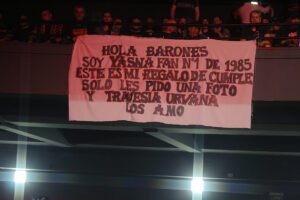 HOLA BARONES
SOY YASNA FAN Nº1 DE 1985
ESTE ES MI REGALO DE CUMPLE
SOLO LES PIDO UNA FOTO
Y TRAVESIA URVANA
LOS AMO